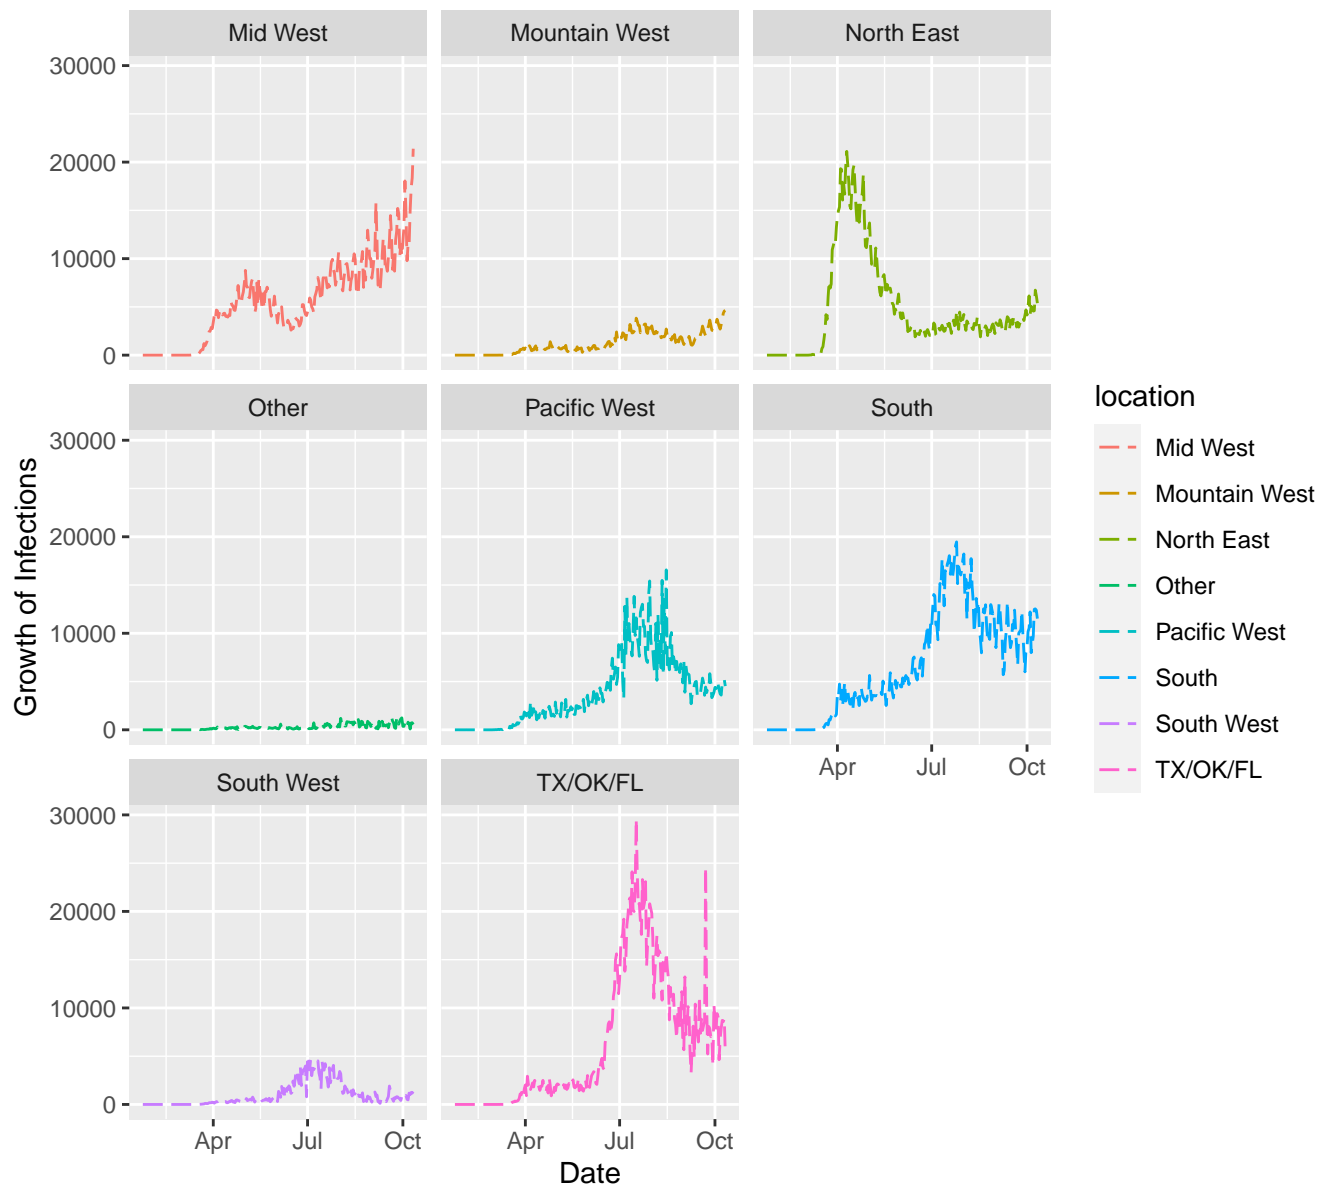 Mid West
Mountain West
North East
30000
20000
10000
0
Other
Pacific West
South
30000
20000
10000
0
Apr
Jul
Oct
South West
TX/OK/FL
30000
20000
10000
0
Apr
Jul
Oct
Apr
Jul
Oct
Date
Growth of Infections
location
Mid West
Mountain West
North East
Other
Pacific West
South
South West
TX/OK/FL